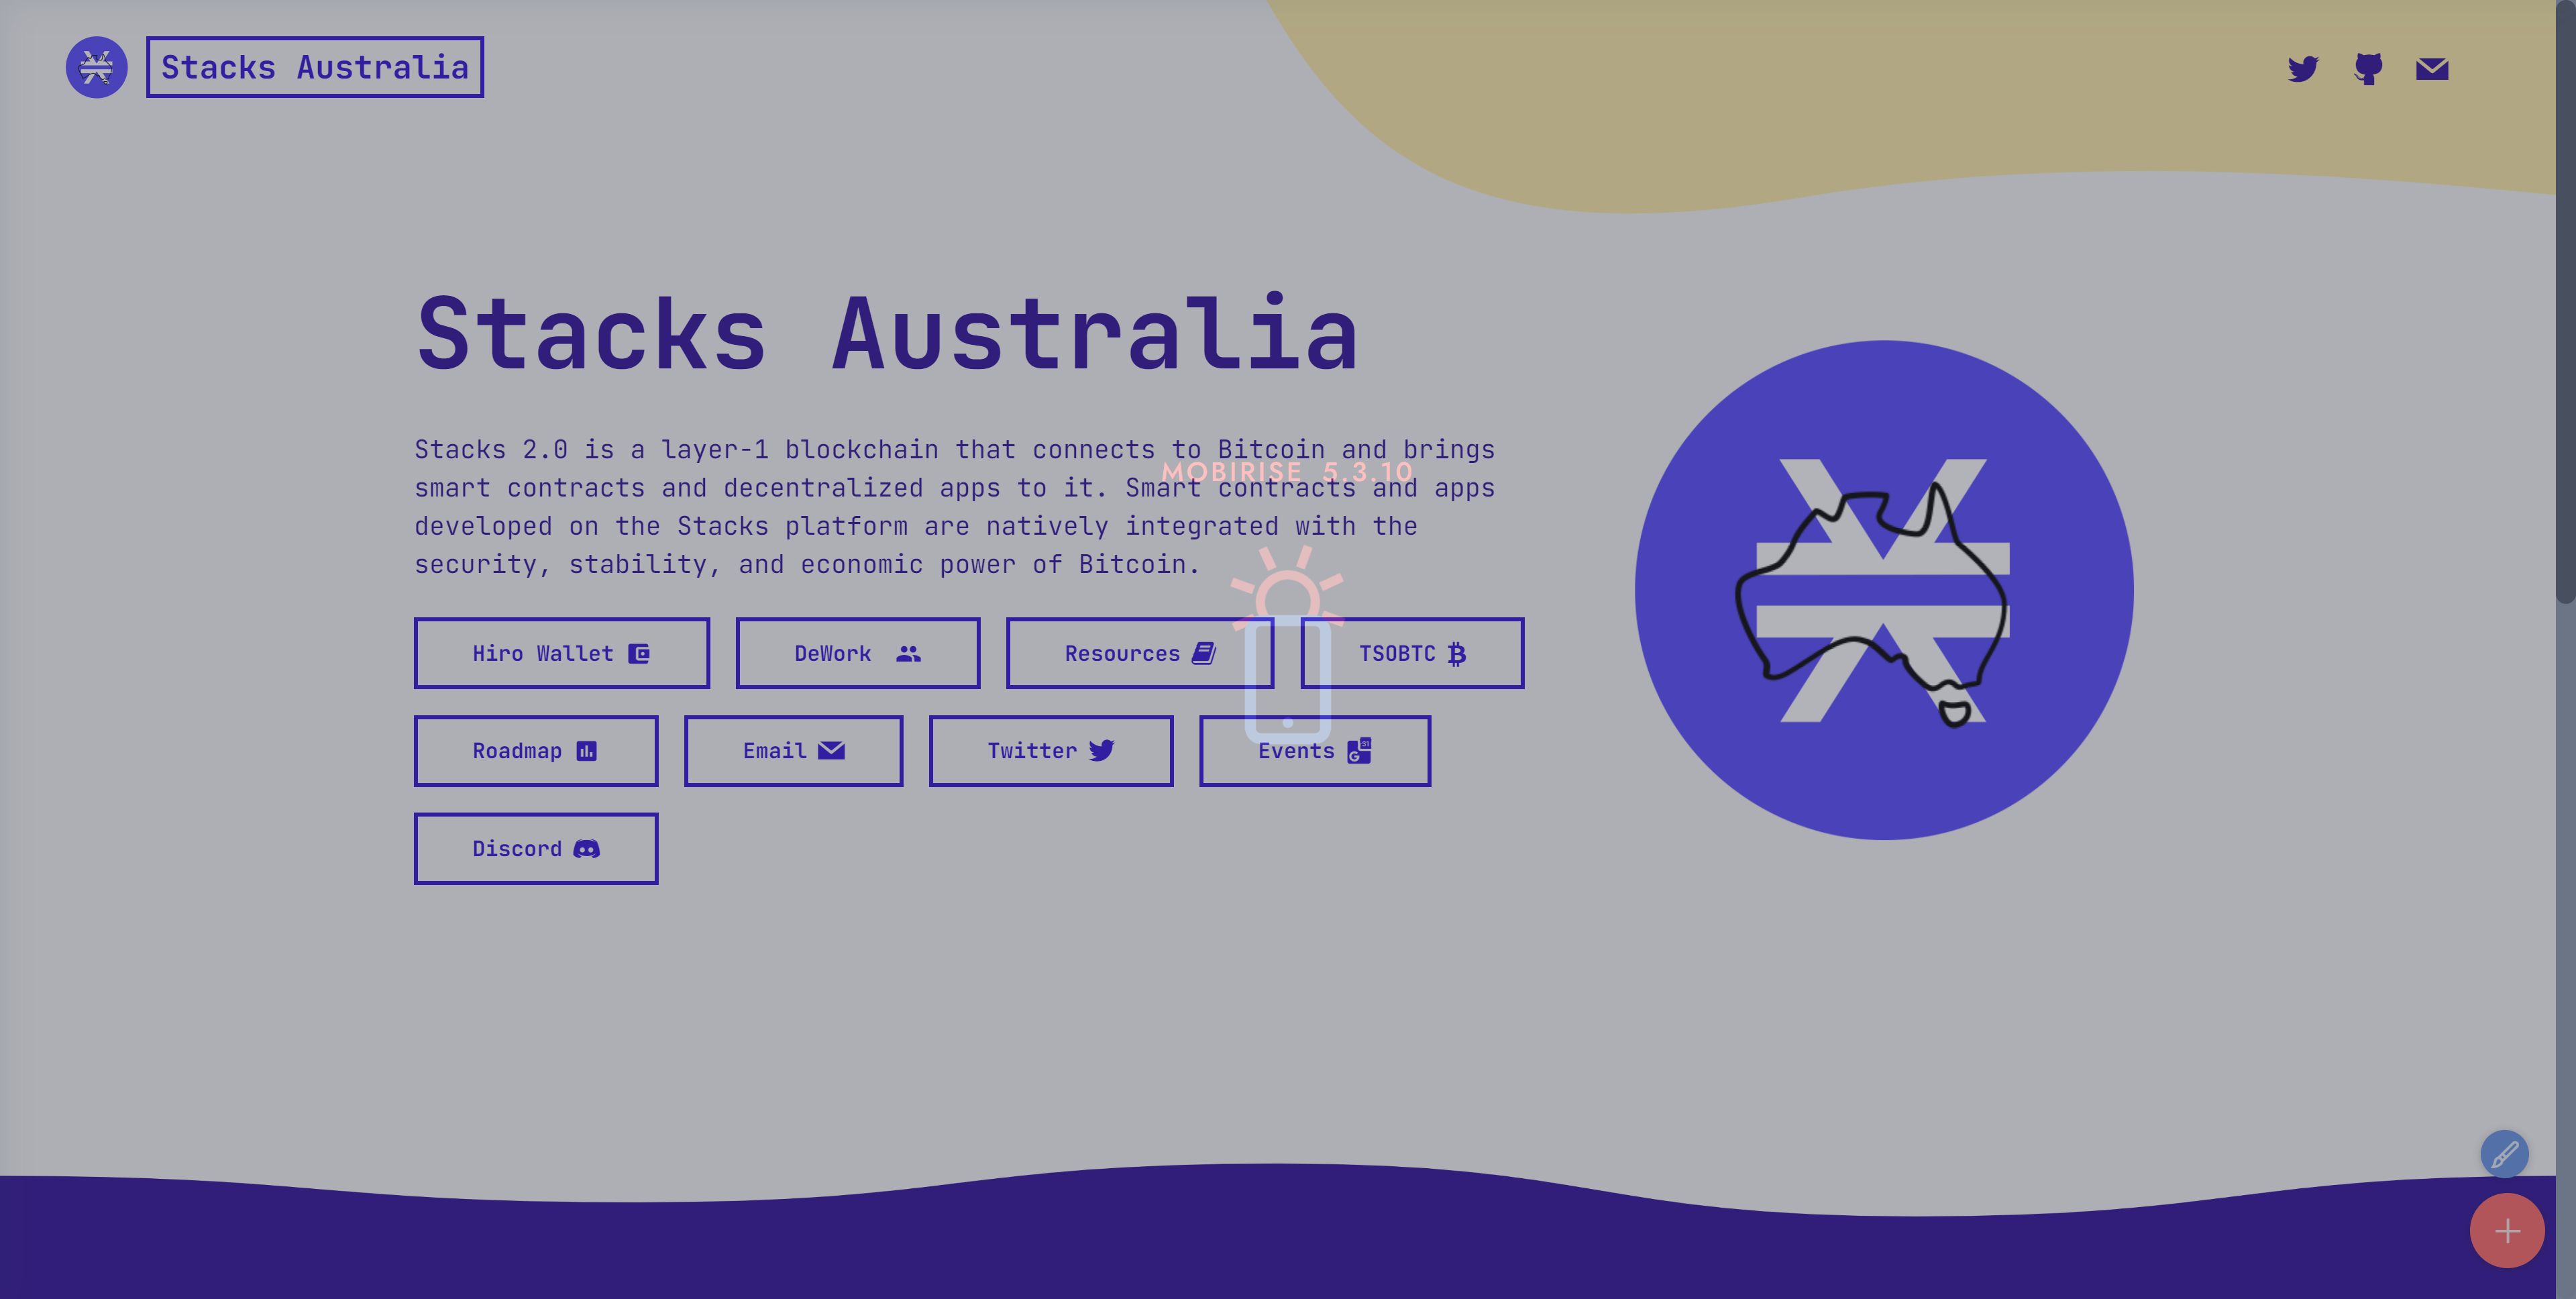 Stacks Australia
Stacks Australia
Stacks 2.0 is a layer-1 blockchain that connects to Bitcoin and brings
smart contracts and decentralized apps to it. Smart contracts and apps
developed on the Stacks platform are natively integrated with the
security, stability, and economic power of Bitcoin.
MOBIRISE 5.3.10
Hiro Wallet
DeWork
Resources
TSOBTC
Roadmap
Email
Twitter
Events
Discord